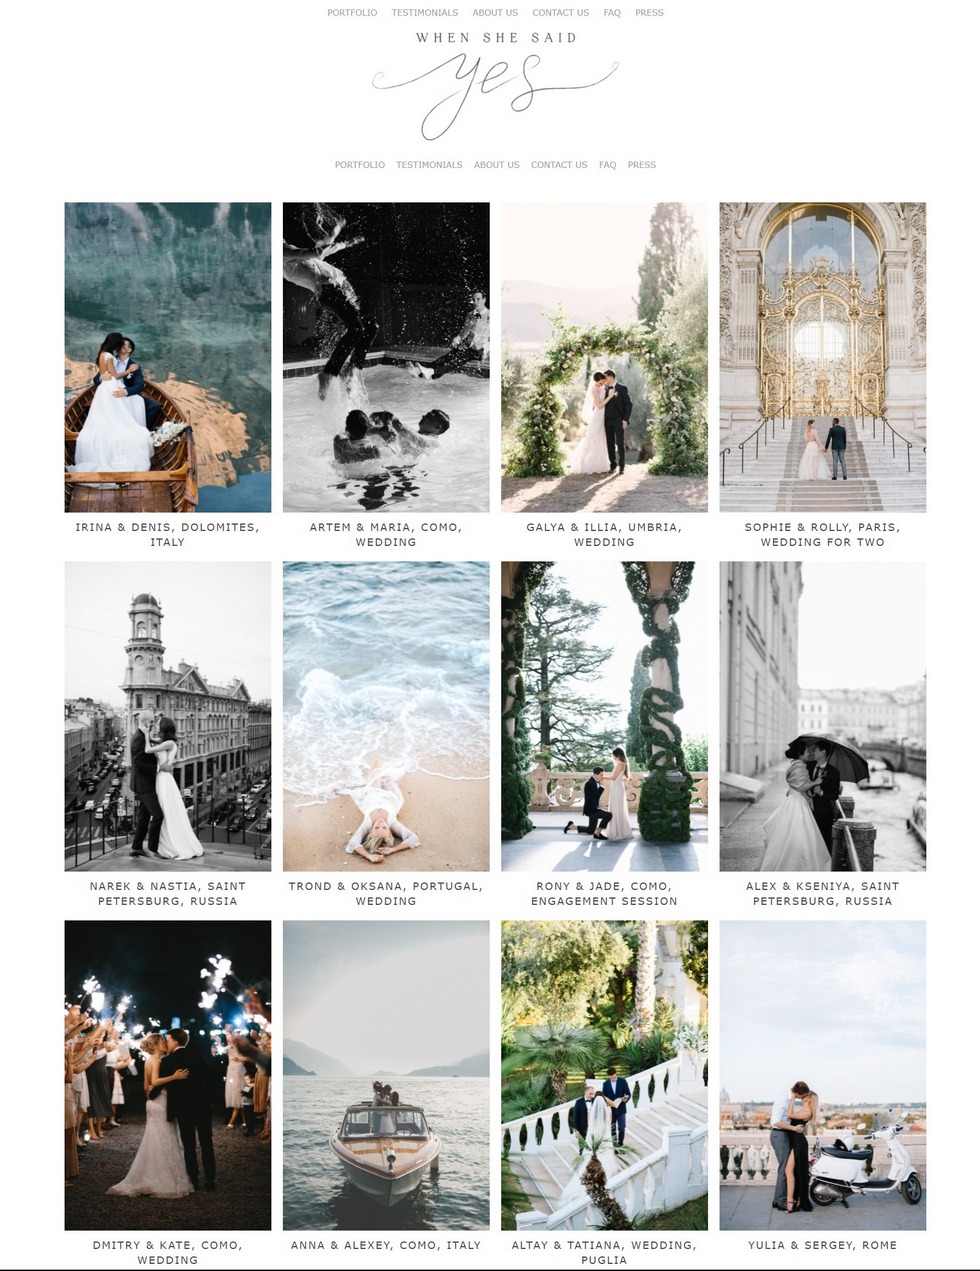 PORTFOLIO TESTIMONIALS ABOUT US CONTACT US FAQ PRESS
WHEN SHE SAID
yes
PORTFOLIO TESTIMONIALS ABOUT US CONTACT US FAQ PRESS
IRINA & DENIS, DOLOMITES,
ITALY
ARTEM & MARIA, COMO,
WEDDING
GALYA & ILLIA, UMBRIA,
WEDDING
SOPHIE & ROLLY, PARIS,
WEDDING FOR TWO
NAREK & NASTIA, SAINT
PETERSBURG, RUSSIA
TROND & OKSANA, PORTUGAL,
WEDDING
RONY & JADE, COMO,
ENGAGEMENT SESSION
ALEX & KSENIYA, SAINT
PETERSBURG, RUSSIA
DMITRY & KATE, COMO,
WEDDING
ANNA & ALEXEY, COMO, ITALY
ALTAY & TATIANA, WEDDING,
PUGLIA
YULIA & SERGEY, ROME